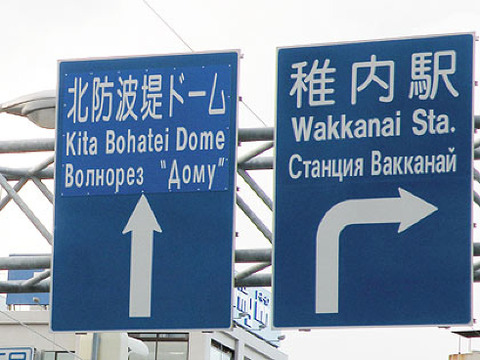 北防波堤ドーム
Kita Bohatei Dome
Волнорез "Дому"
稚内駅
Wakkanai Sta.
Станция Вакканай